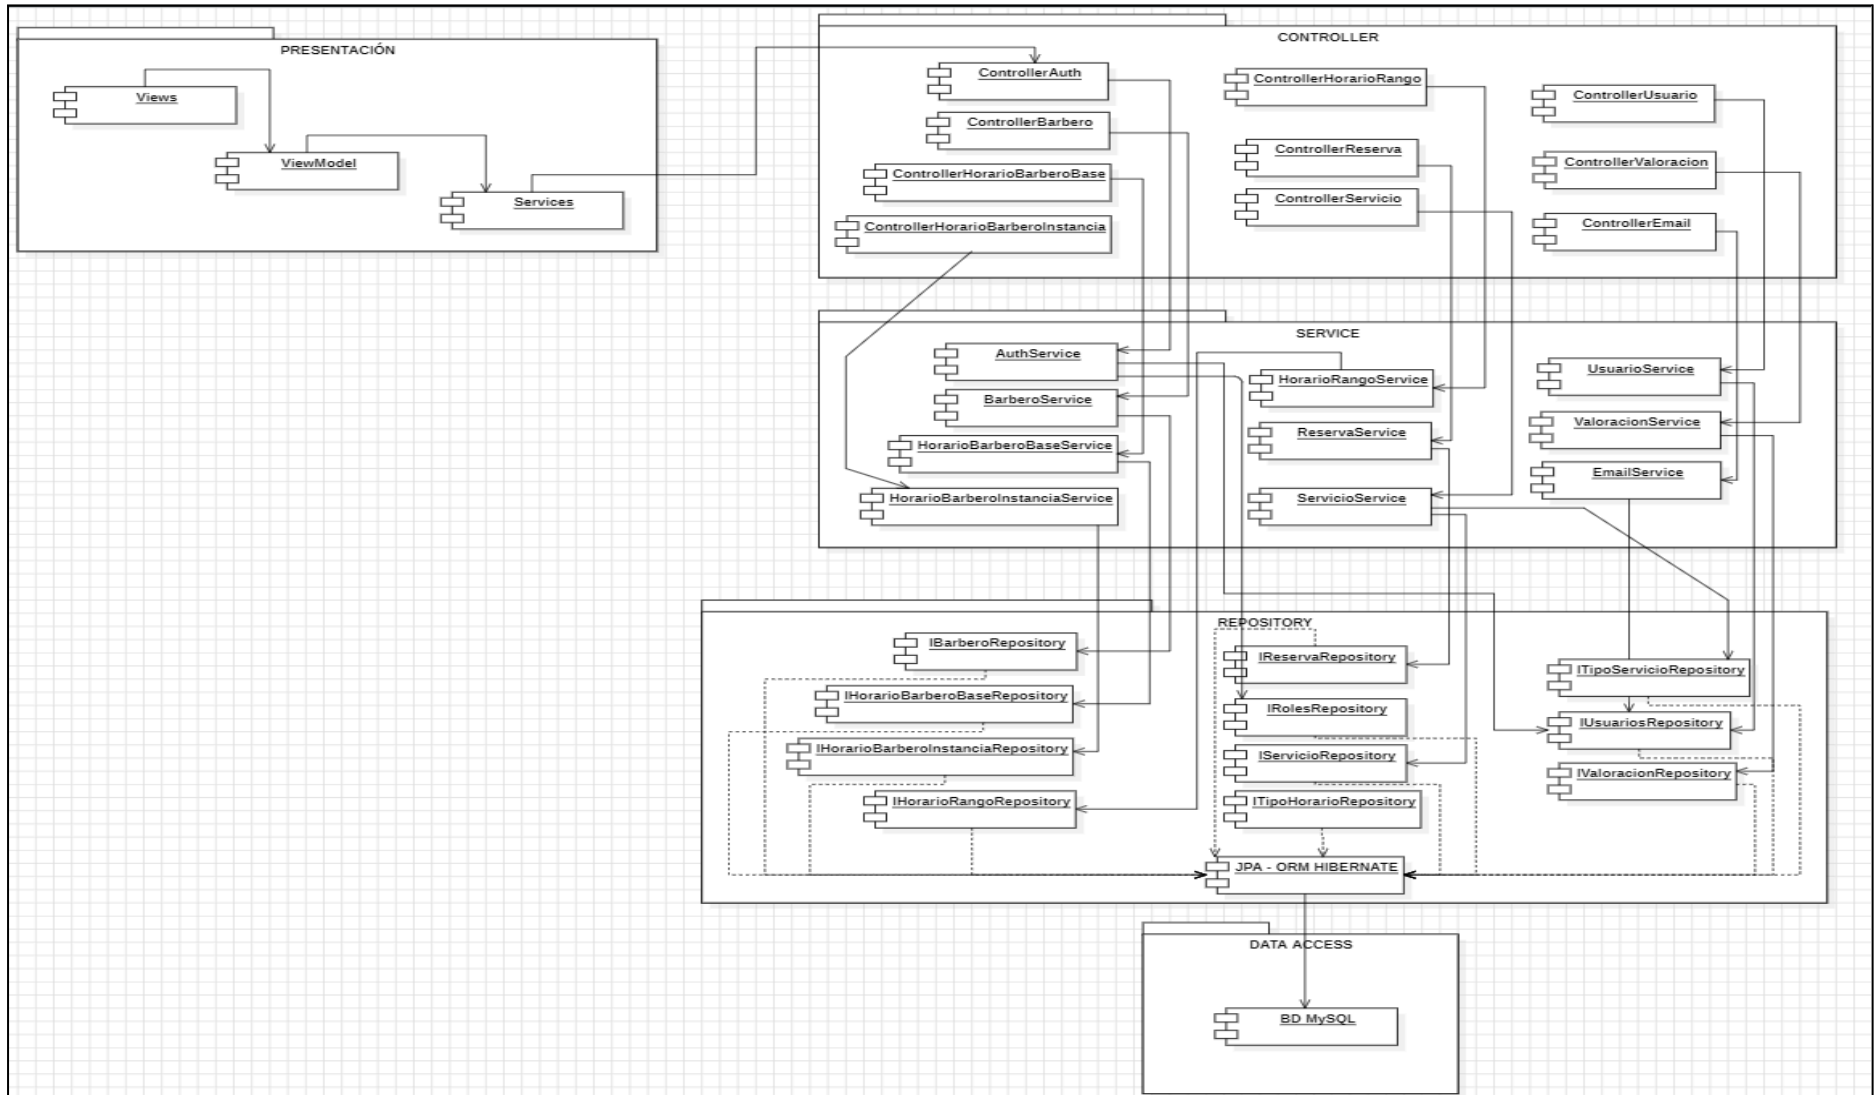 PRESENTACIÓN
Views
ViewModel
Services
CONTROLLER
ControllerAuth
ControllerBarbero
ControllerHorarioBarberoBase
ControllerHorarioBarberoInstancia
ControllerHorarioRango
ControllerReserva
ControllerServicio
ControllerUsuario
ControllerValoracion
ControllerEmail
SERVICE
AuthService
BarberoService
HorarioBarberoBaseService
HorarioBarberoInstanciaService
HorarioRangoService
ReservaService
ServicioService
UsuarioService
ValoracionService
EmailService
REPOSITORY
IBarberoRepository
IHorarioBarberoBaseRepository
IHorarioBarberoInstanciaRepository
IHorarioRangoRepository
IReservaRepository
IRolesRepository
IServicioRepository
ITipoHorarioRepository
JPA - ORM HIBERNATE
ITipoServicioRepository
IUsuariosRepository
IValoracionRepository
DATA ACCESS
BD MySQL